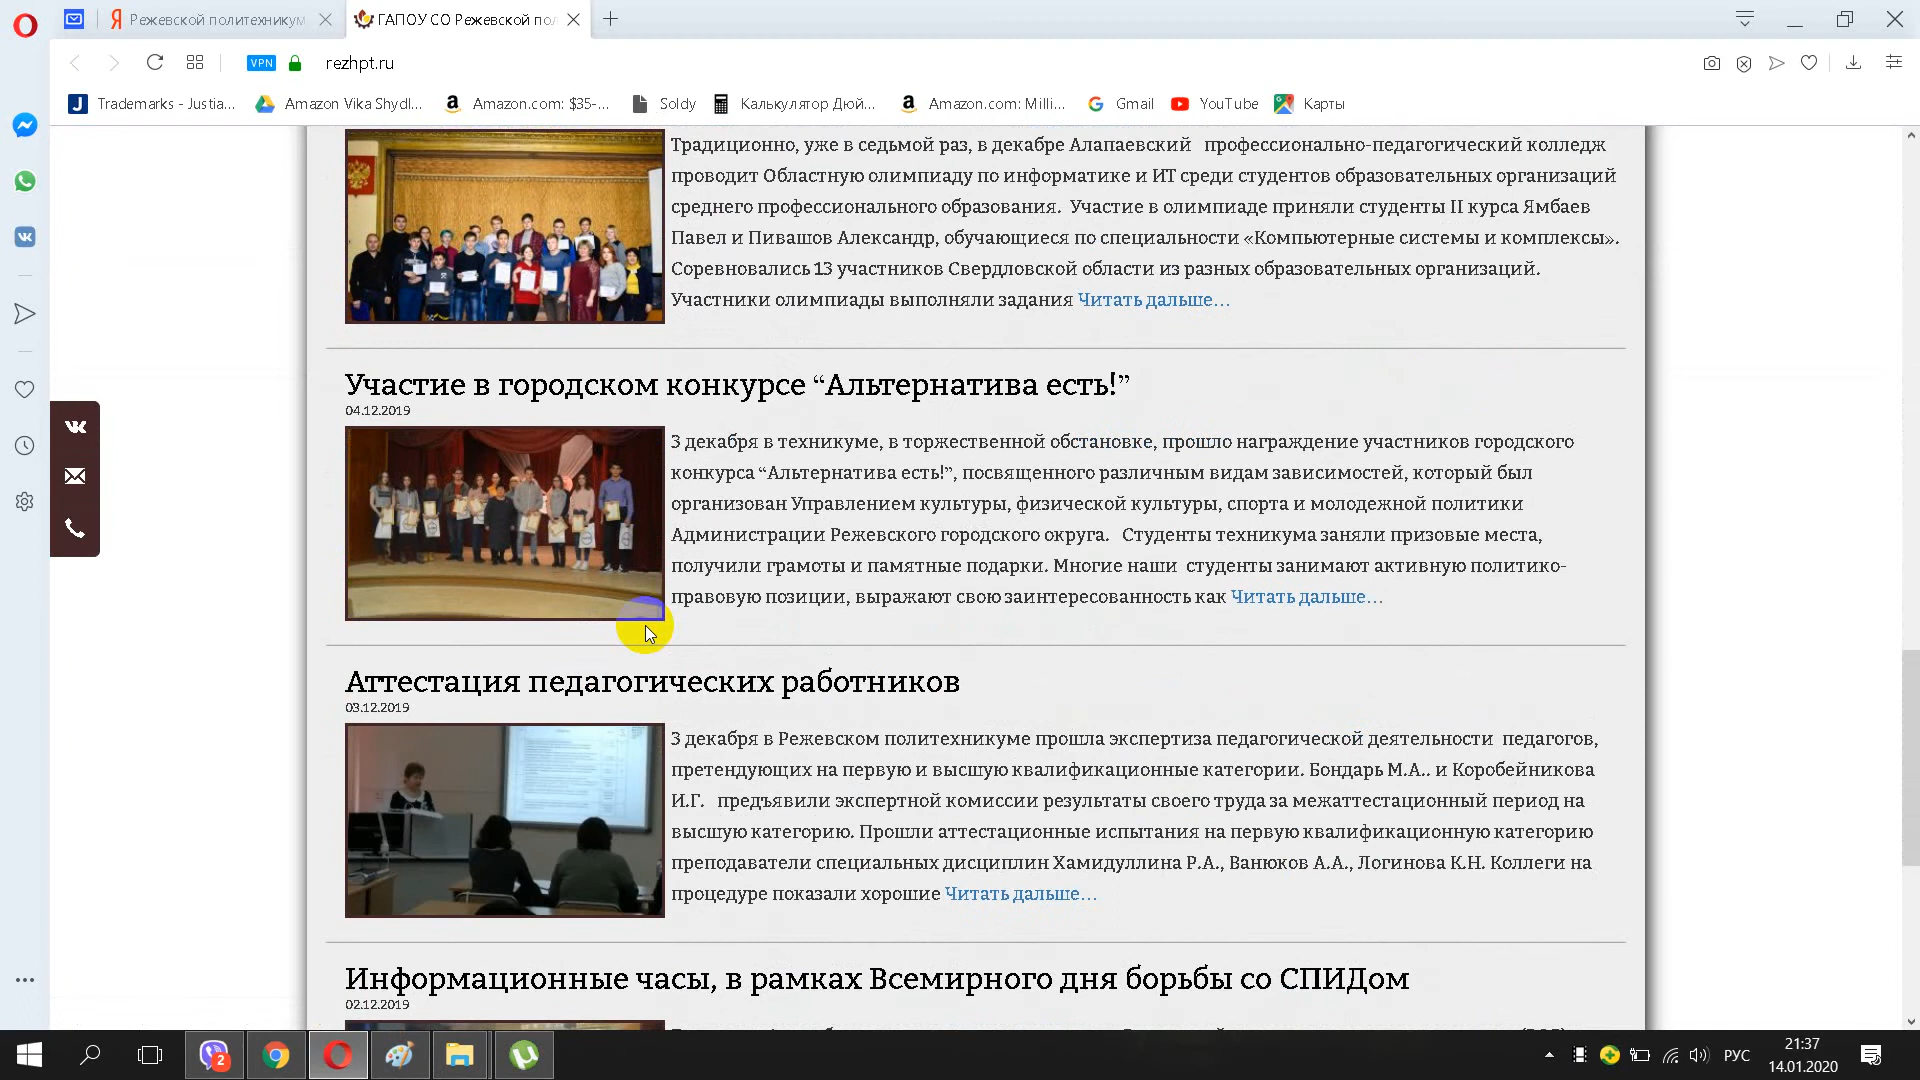 Режевской политехникум
ГАПОУ СО Режевской пол
VPN
rezhpt.ru
Trademarks - Justia...
Amazon Vika Shydl...
Amazon.com: $35-...
Soldy
Калькулятор Дюй...
Amazon.com: Milli...
Gmail
YouTube
Карты
Традиционно, уже в седьмой раз, в декабре Алапаевский профессионально-педагогический колледж
проводит Областную олимпиаду по информатике и ИТ среди студентов образовательных организаций
среднего профессионального образования. Участие в олимпиаде приняли студенты II курса Ямбаев
Павел и Пивашов Александр, обучающиеся по специальности «Компьютерные системы и комплексы».
Соревновались 13 участников Свердловской области из разных образовательных организаций.
Участники олимпиады выполняли задания Читать дальше…
Участие в городском конкурсе “Альтернатива есть!”
04.12.2019
3 декабря в техникуме, в торжественной обстановке, прошло награждение участников городского
конкурса “Альтернатива есть!”, посвященного различным видам зависимостей, который был
организован Управлением культуры, физической культуры, спорта и молодежной политики
Администрации Режевского городского округа. Студенты техникума заняли призовые места,
получили грамоты и памятные подарки. Многие наши студенты занимают активную политико-
правовую позиции, выражают свою заинтересованность как Читать дальше…
Аттестация педагогических работников
03.12.2019
3 декабря в Режевском политехникуме прошла экспертиза педагогической деятельности педагогов,
претендующих на первую и высшую квалификационные категории. Бондарь М.А.. и Коробейникова
И.Г. предъявили экспертной комиссии результаты своего труда за межаттестационный период на
высшую категорию. Прошли аттестационные испытания на первую квалификационную категорию
преподаватели специальных дисциплин Хамидуллина Р.А., Ванюков А.А., Логинова К.Н. Коллеги на
процедуре показали хорошие Читать дальше…
Информационные часы, в рамках Всемирного дня борьбы со СПИДом
02.12.2019
2
РУС
21:37
14.01.2020